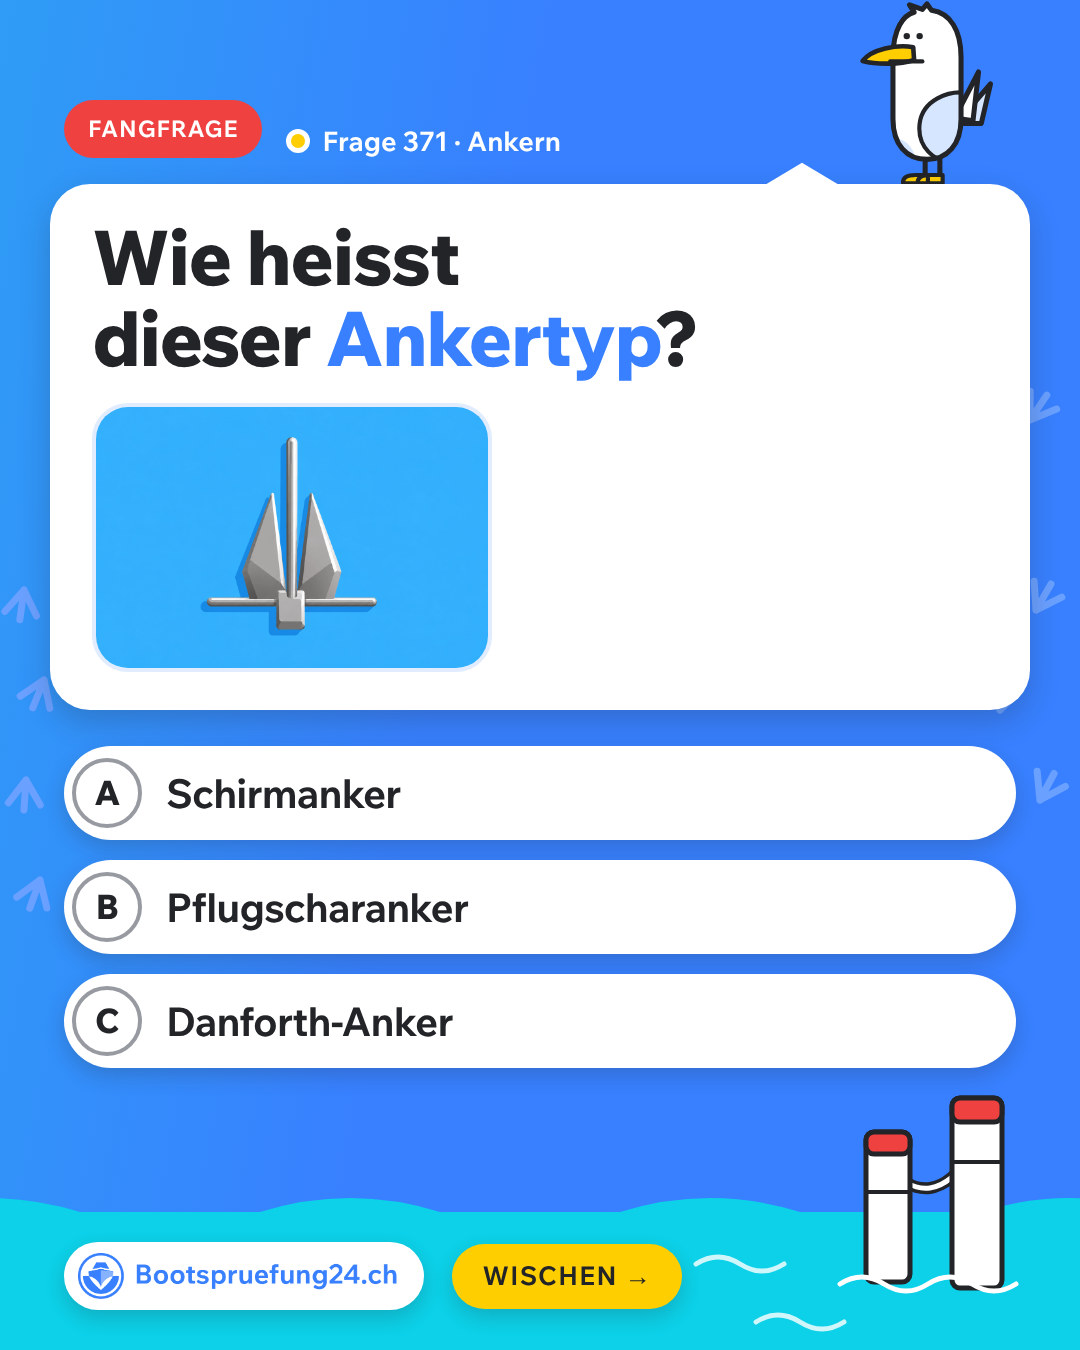 FANGFRAGE
Frage 371 · Ankern
Wie heisst
dieser Ankertyp?
A Schirmanker
B Pflugscharanker
C Danforth-Anker
Bootspruefung24.ch
WISCHEN →